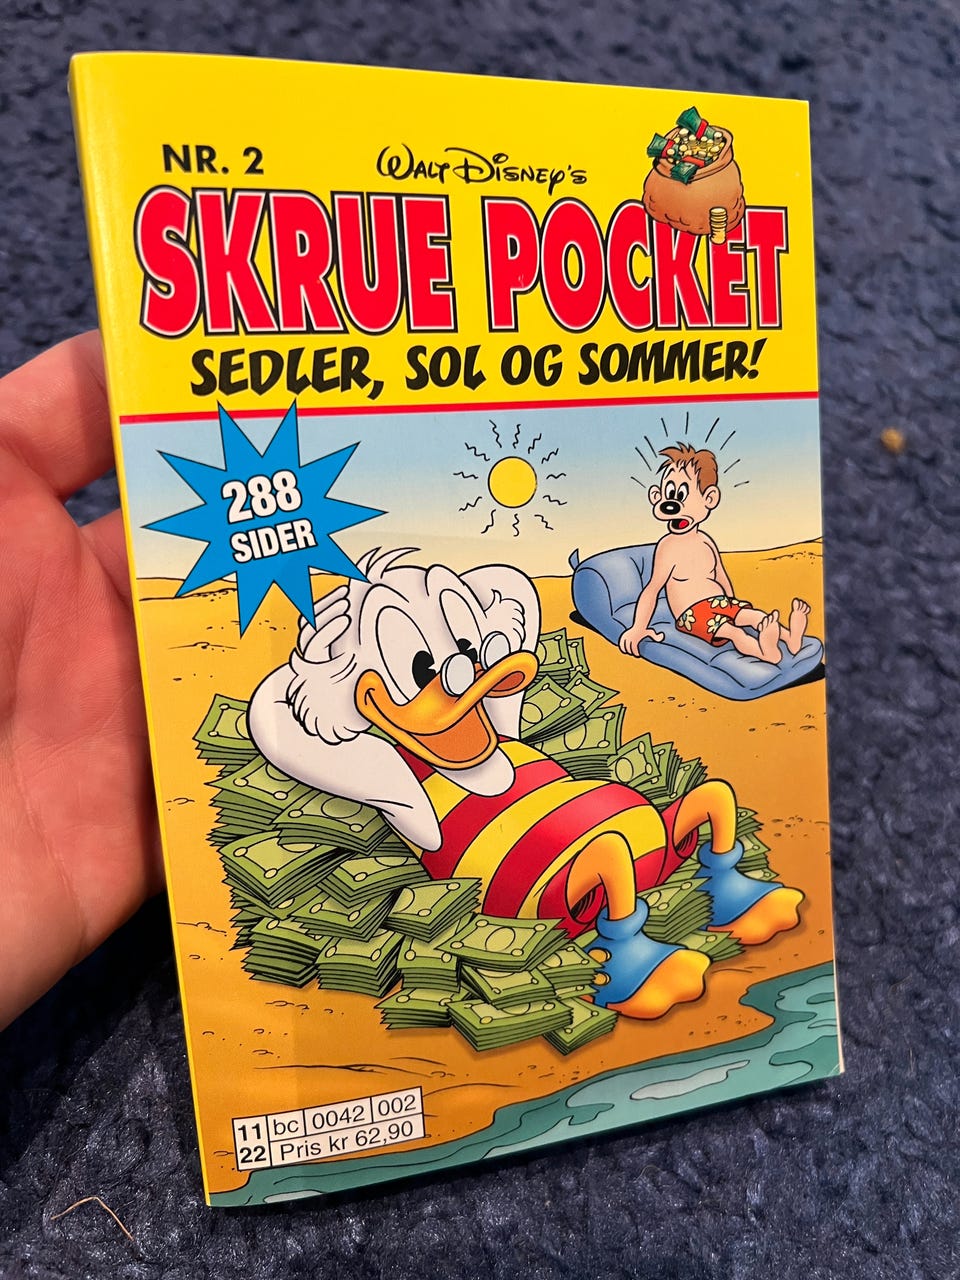 NR. 2
WALT DISNEY'S
SKRUE POCKET
SEDLER, SOL OG SOMMER!
288
SIDER
11 bc 0042 002
22 Pris kr 62,90